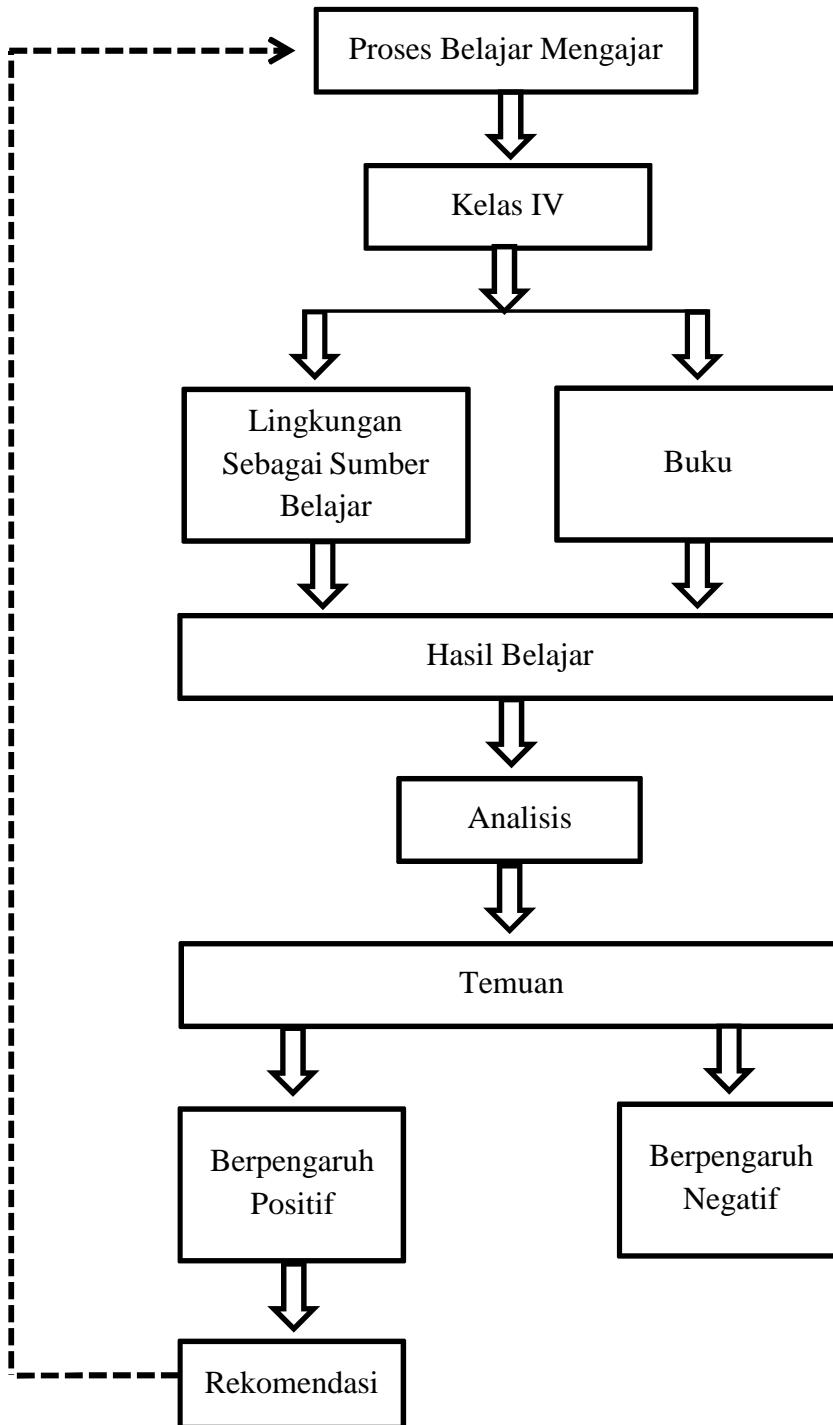 Proses Belajar Mengajar
Kelas IV
Lingkungan
Sebagai Sumber
Belajar
Buku
Hasil Belajar
Analisis
Temuan
Berpengaruh
Positif
Berpengaruh
Negatif
Rekomendasi